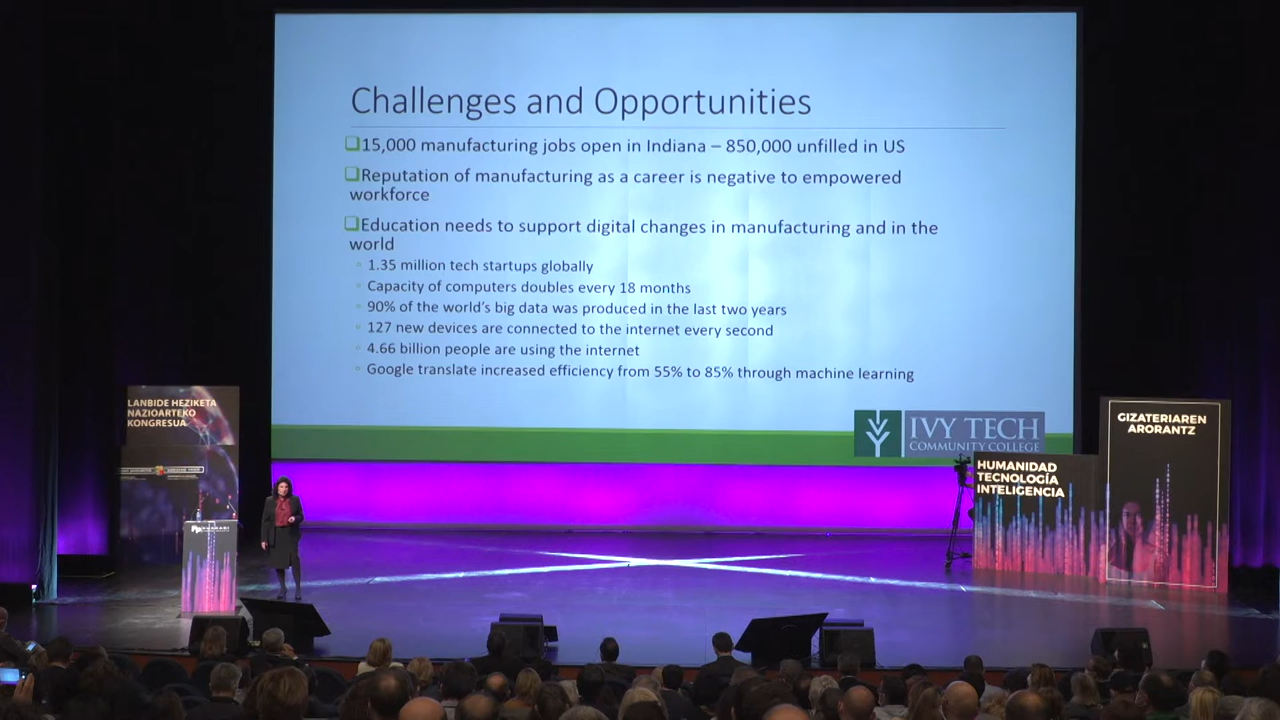 Challenges and Opportunities
15,000 manufacturing jobs open in Indiana – 850,000 unfilled in US
Reputation of manufacturing as a career is negative to empowered
workforce
Education needs to support digital changes in manufacturing and in the
world
1.35 million tech startups globally
Capacity of computers doubles every 18 months
90% of the world's big data was produced in the last two years
127 new devices are connected to the internet every second
4.66 billion people are using the internet
Google translate increased efficiency from 55% to 85% through machine learning
IVY TECH
COMMUNITY COLLEGE
LANBIDE HEZIKETA
NAZIOARTEKO
KONGRESUA
HUMANIDAD
TECNOLOGÍA
INTELIGENCIA
GIZATERIAREN
ARORANTZ